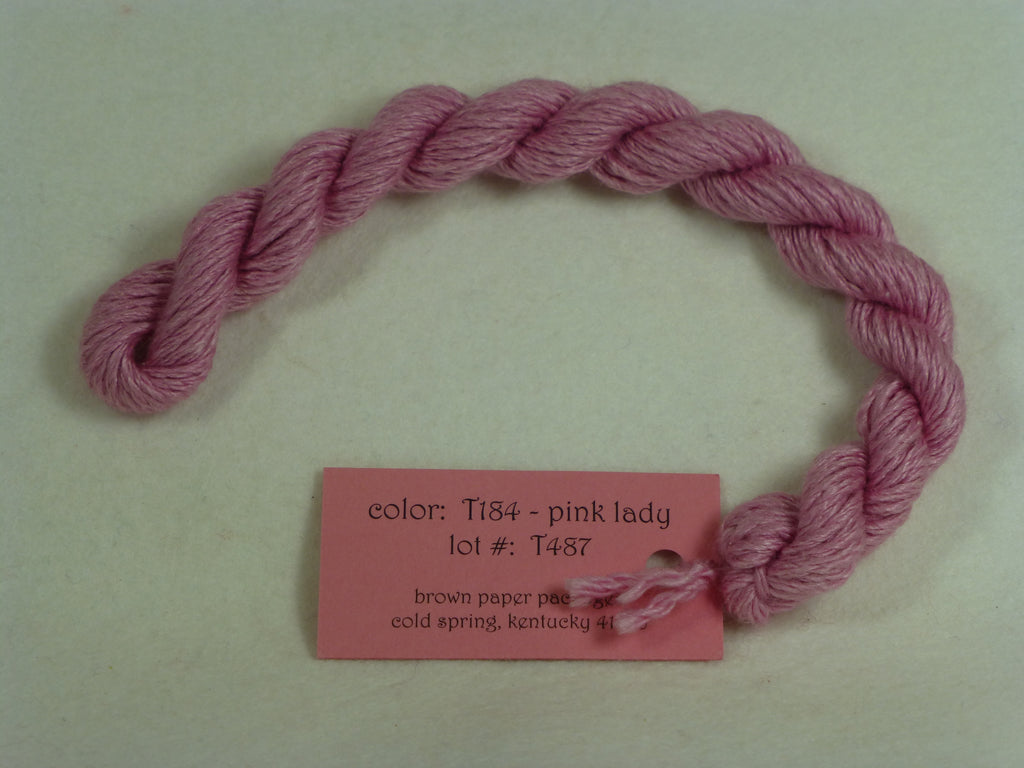 color: T184 - pink lady
lot #: T487
brown paper
cold spring, kentucky